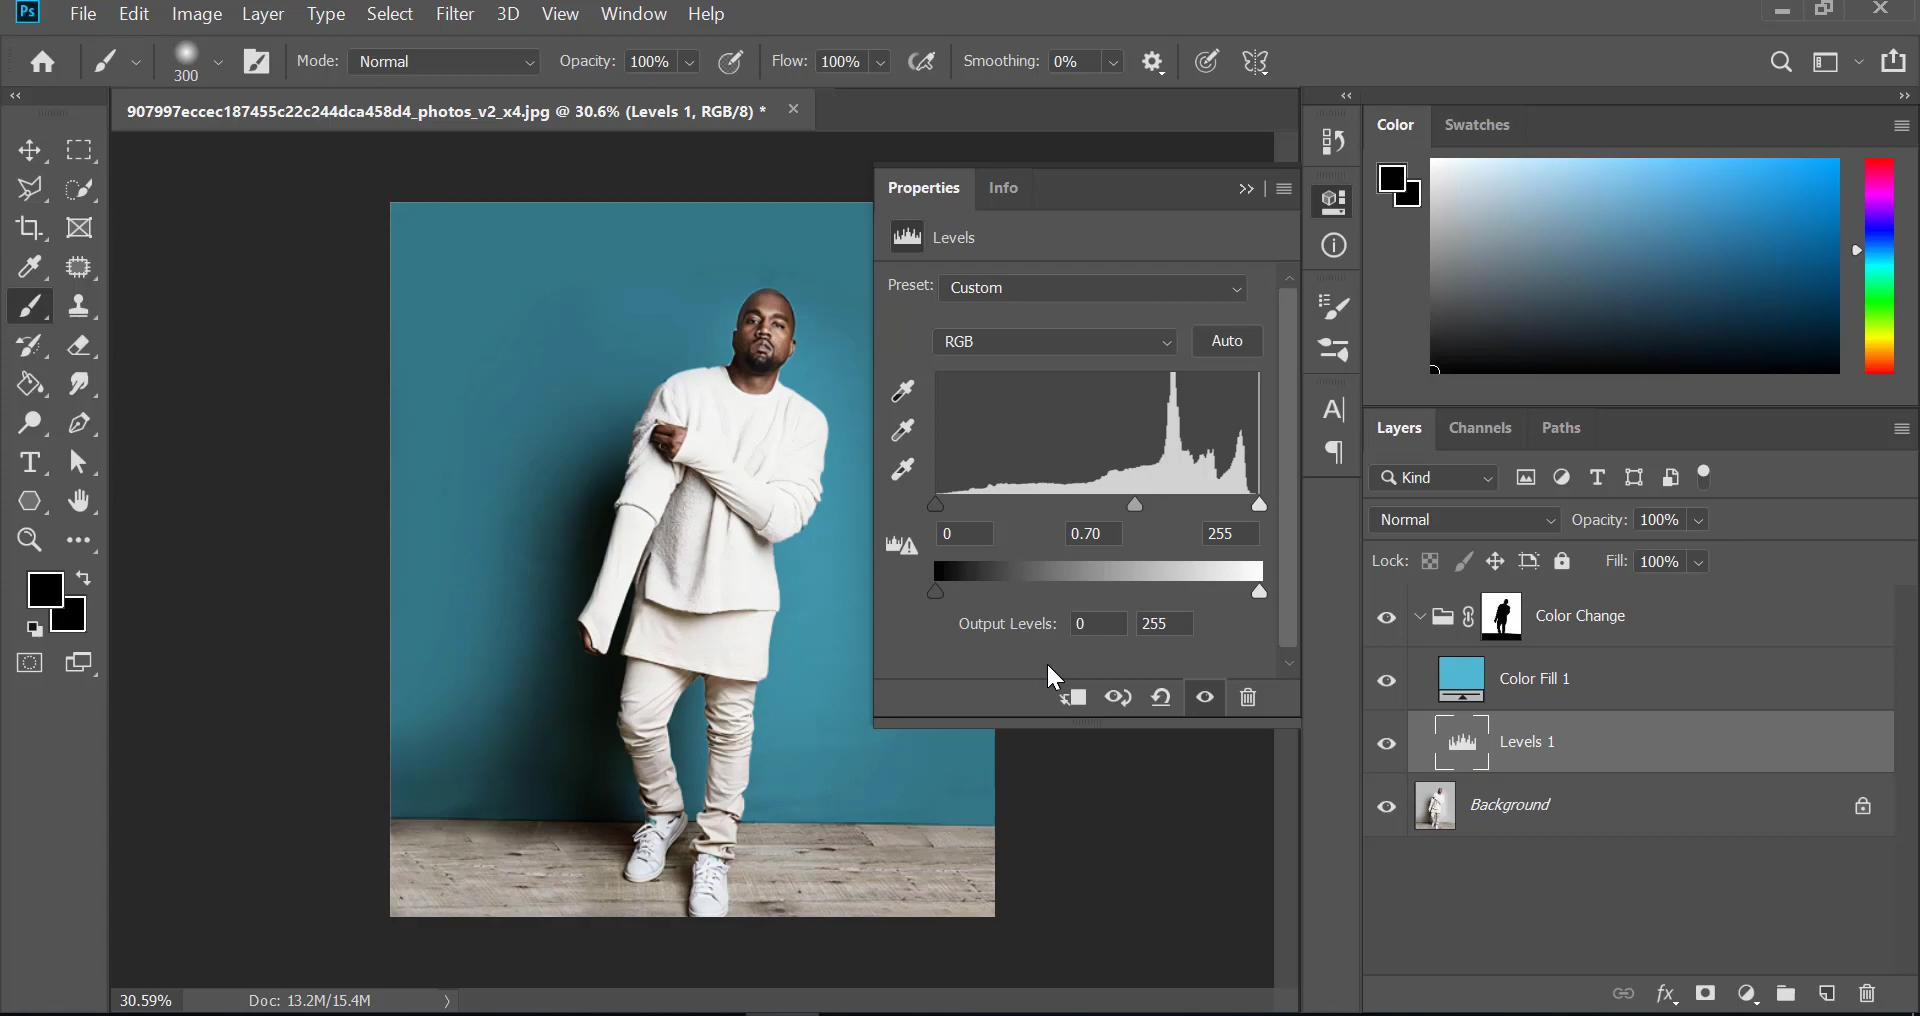 Ps File Edit Image Layer Type Select Filter 3D View Window Help
300 Mode: Normal Opacity: 100% Flow: 100% Smoothing: 0%
907997eccec187455c22c244dca458d4_photos_v2_x4.jpg @ 30.6% (Levels 1, RGB/8) *
Properties Info
Levels
Preset: Custom
RGB Auto
0 0.70 255
Output Levels: 0 255
Color Swatches
Layers Channels Paths
Kind
Normal Opacity: 100%
Lock: Fill: 100%
Color Change
Color Fill 1
Levels 1
Background
30.59% Doc: 13.2M/15.4M